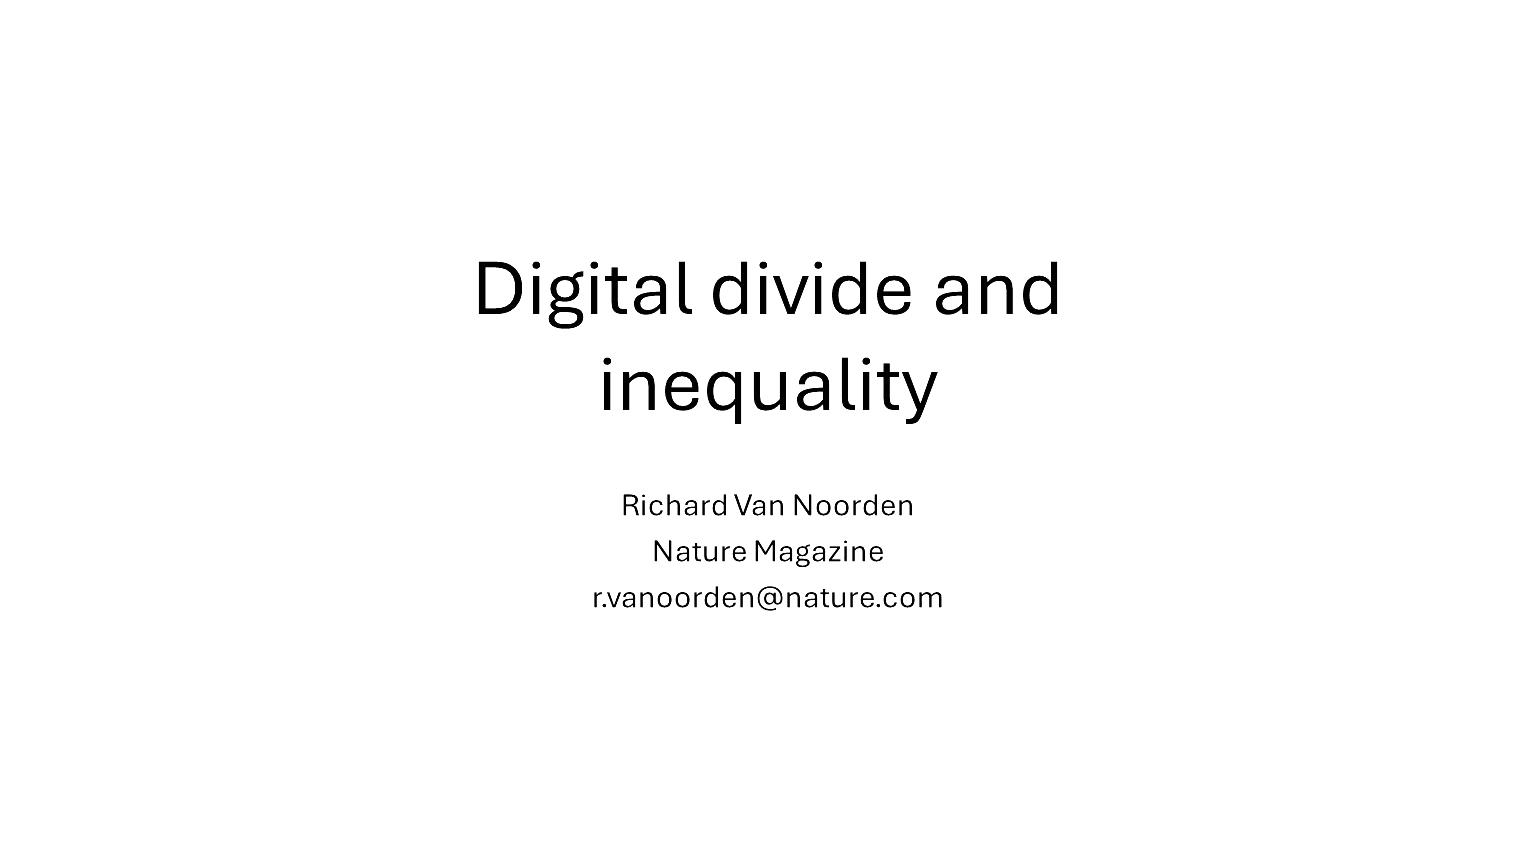 Digital divide and
inequality
Richard Van Noorden
Nature Magazine
r.vanoorden@nature.com